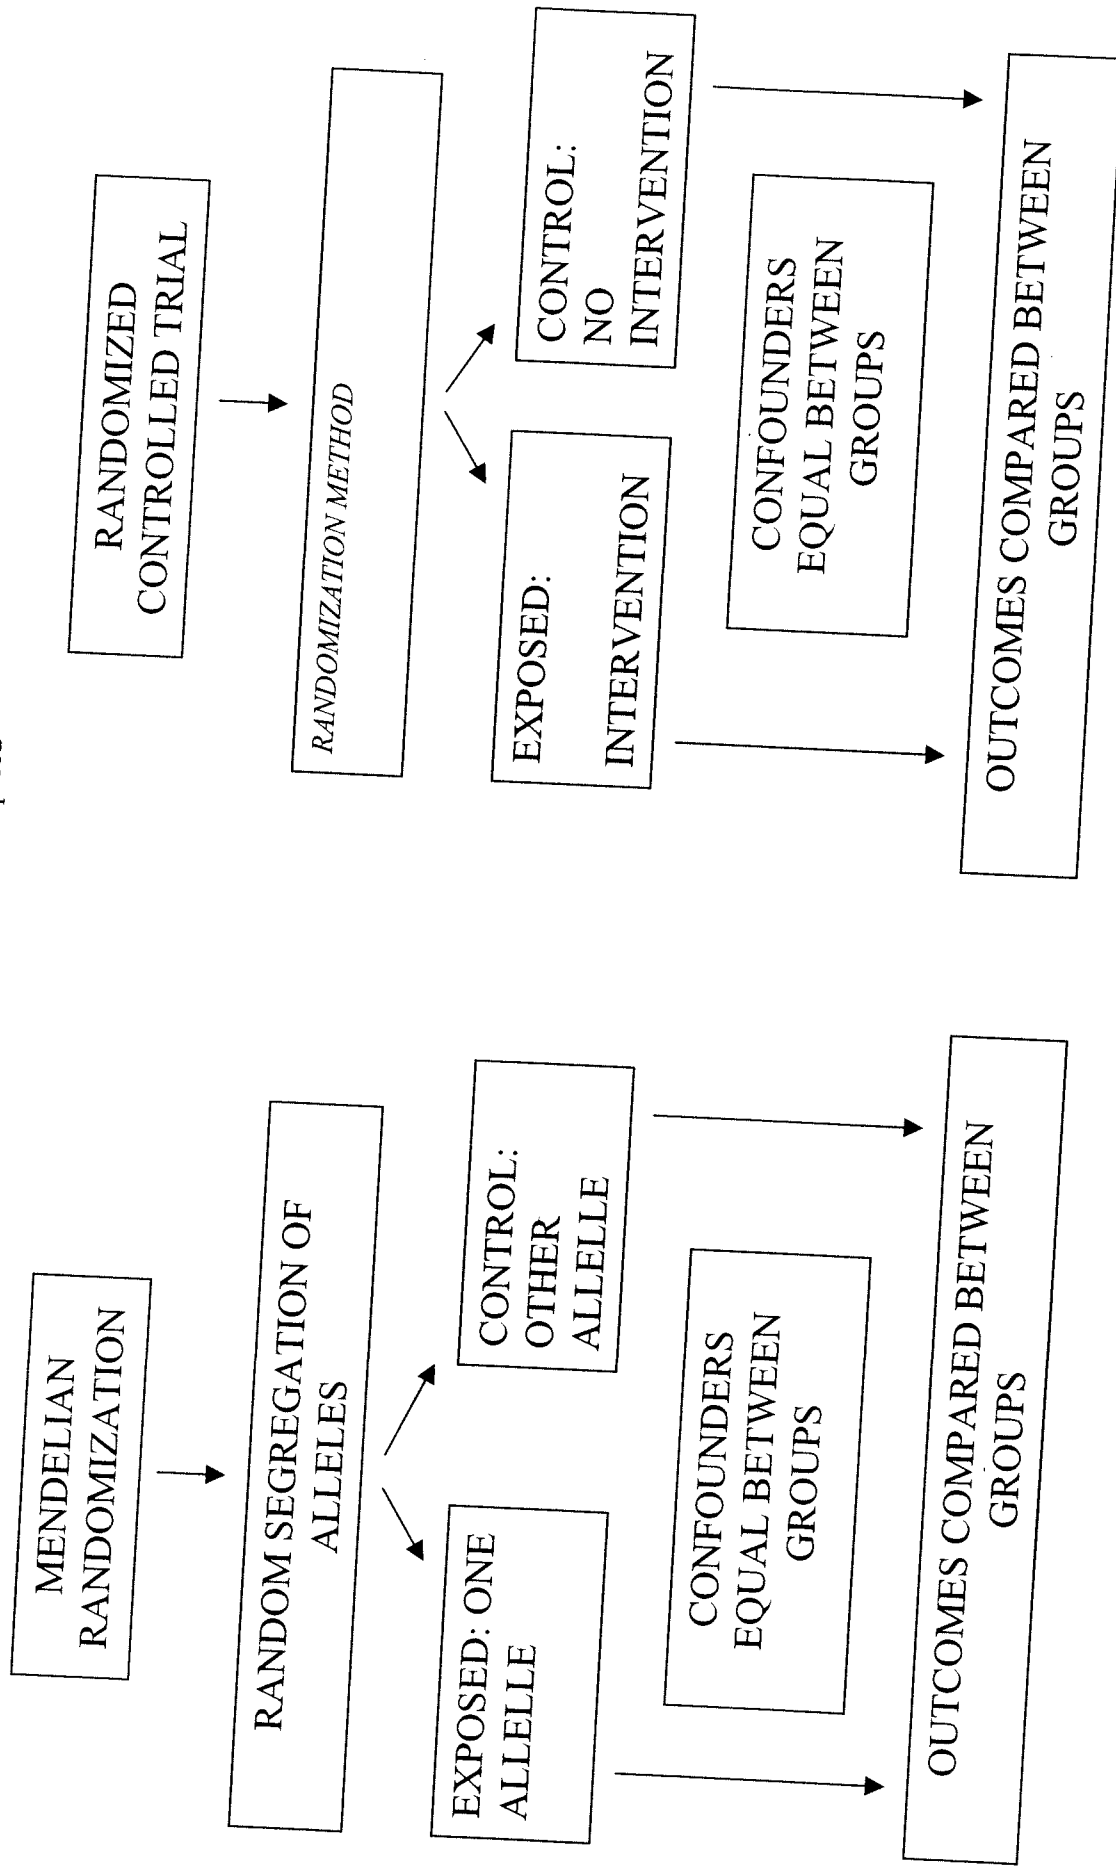 MENDELIAN
RANDOMIZATION
RANDOM SEGREGATION OF
ALLELES
EXPOSED: ONE
ALLELLE
CONTROL:
OTHER
ALLELLE
CONFOUNDERS
EQUAL BETWEEN
GROUPS
OUTCOMES COMPARED BETWEEN
GROUPS
RANDOMIZED
CONTROLLED TRIAL
RANDOMIZATION METHOD
EXPOSED:
INTERVENTION
CONTROL:
NO
INTERVENTION
CONFOUNDERS
EQUAL BETWEEN
GROUPS
OUTCOMES COMPARED BETWEEN
GROUPS